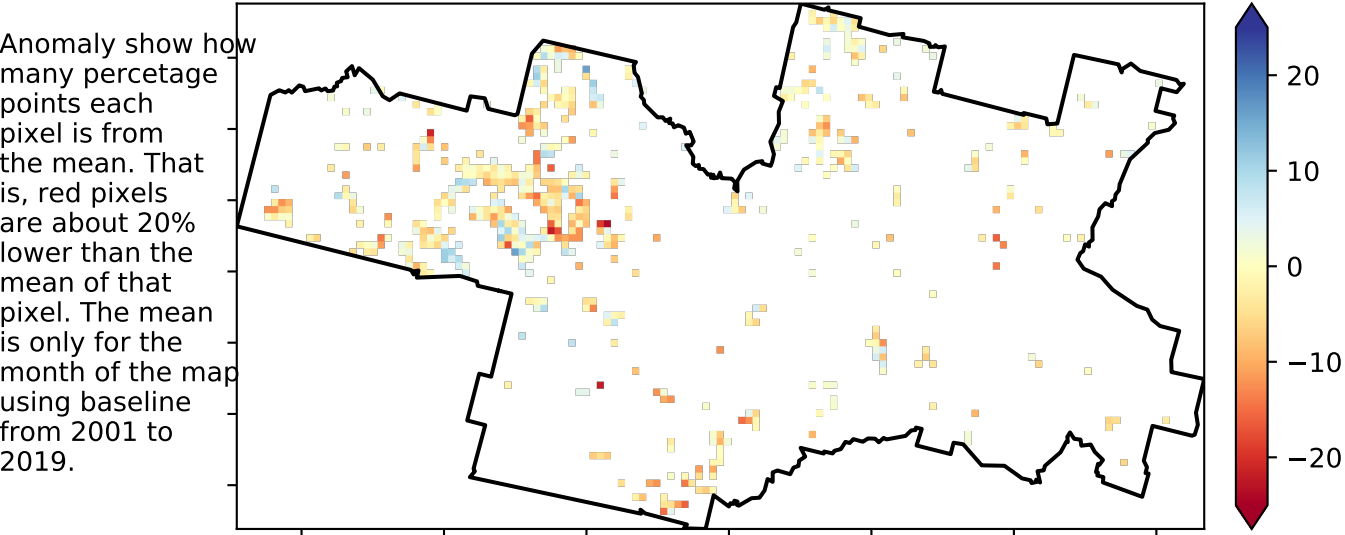 Anomaly show how
many percetage
points each
pixel is from
the mean. That
is, red pixels
are about 20%
lower than the
mean of that
pixel. The mean
is only for the
month of the map
using baseline
from 2001 to
2019.
20
10
0
−10
−20